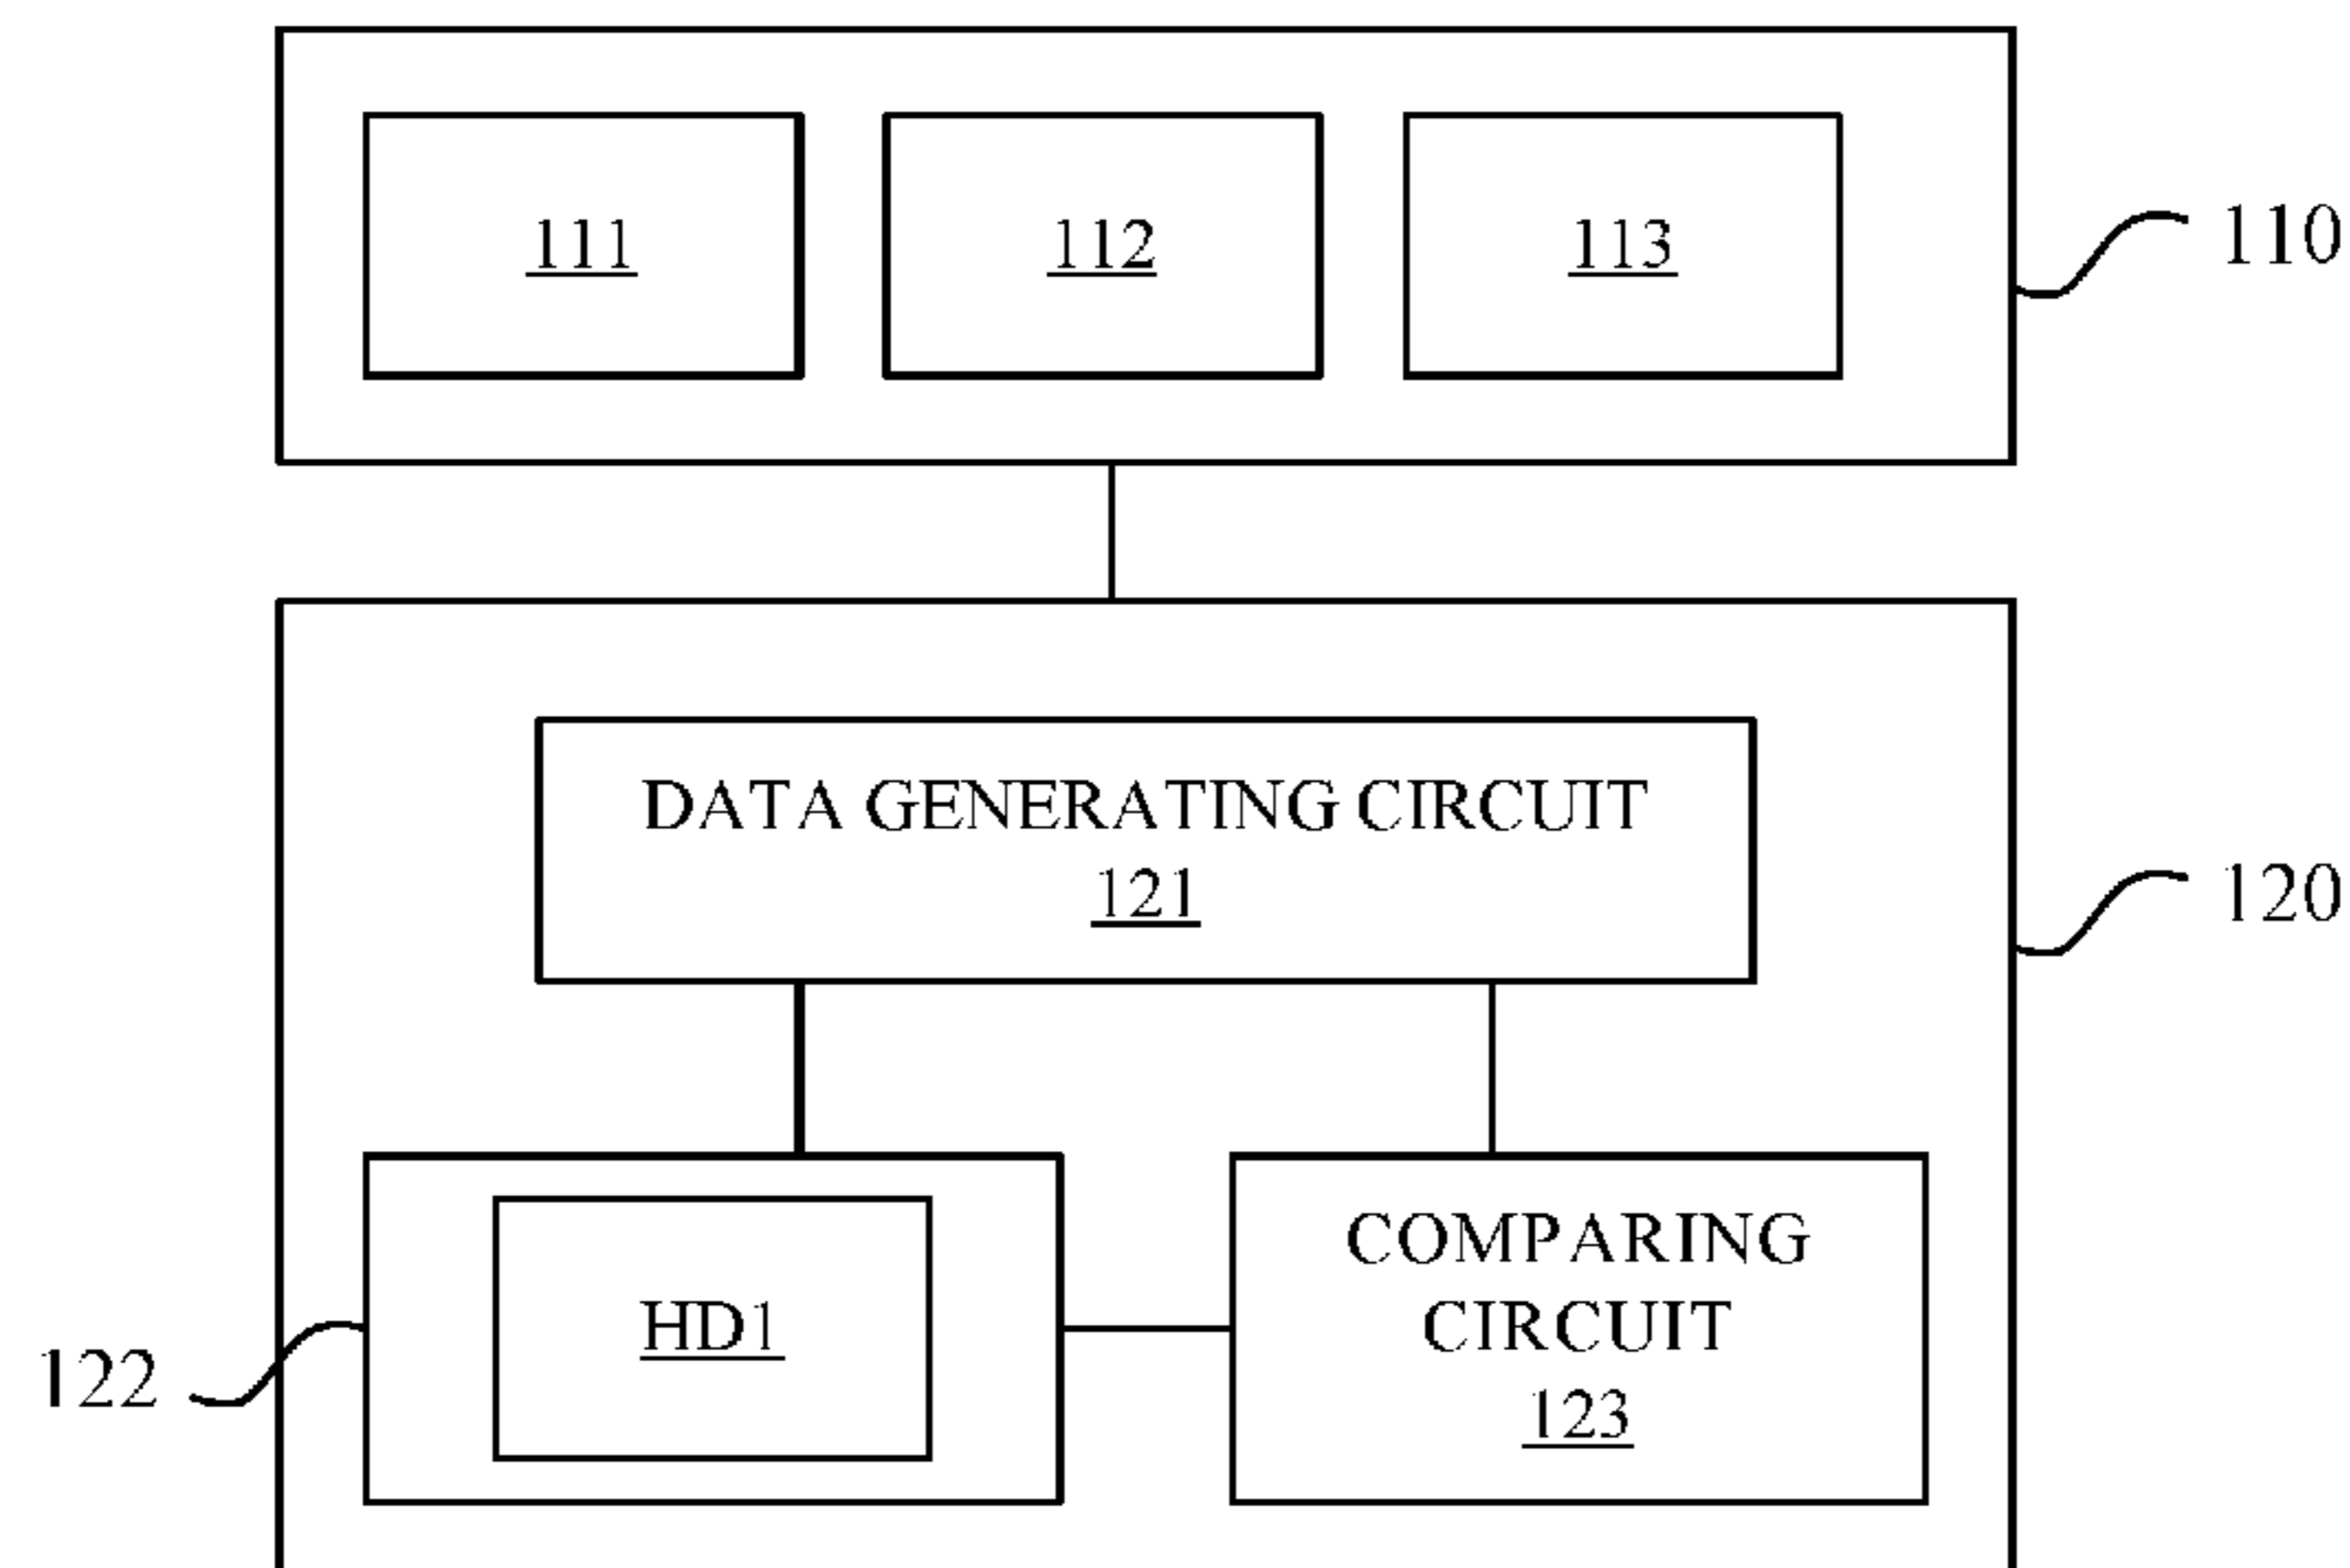 111
112
113
110
DATA GENERATING CIRCUIT
121
120
HD1
122
COMPARING
CIRCUIT
123